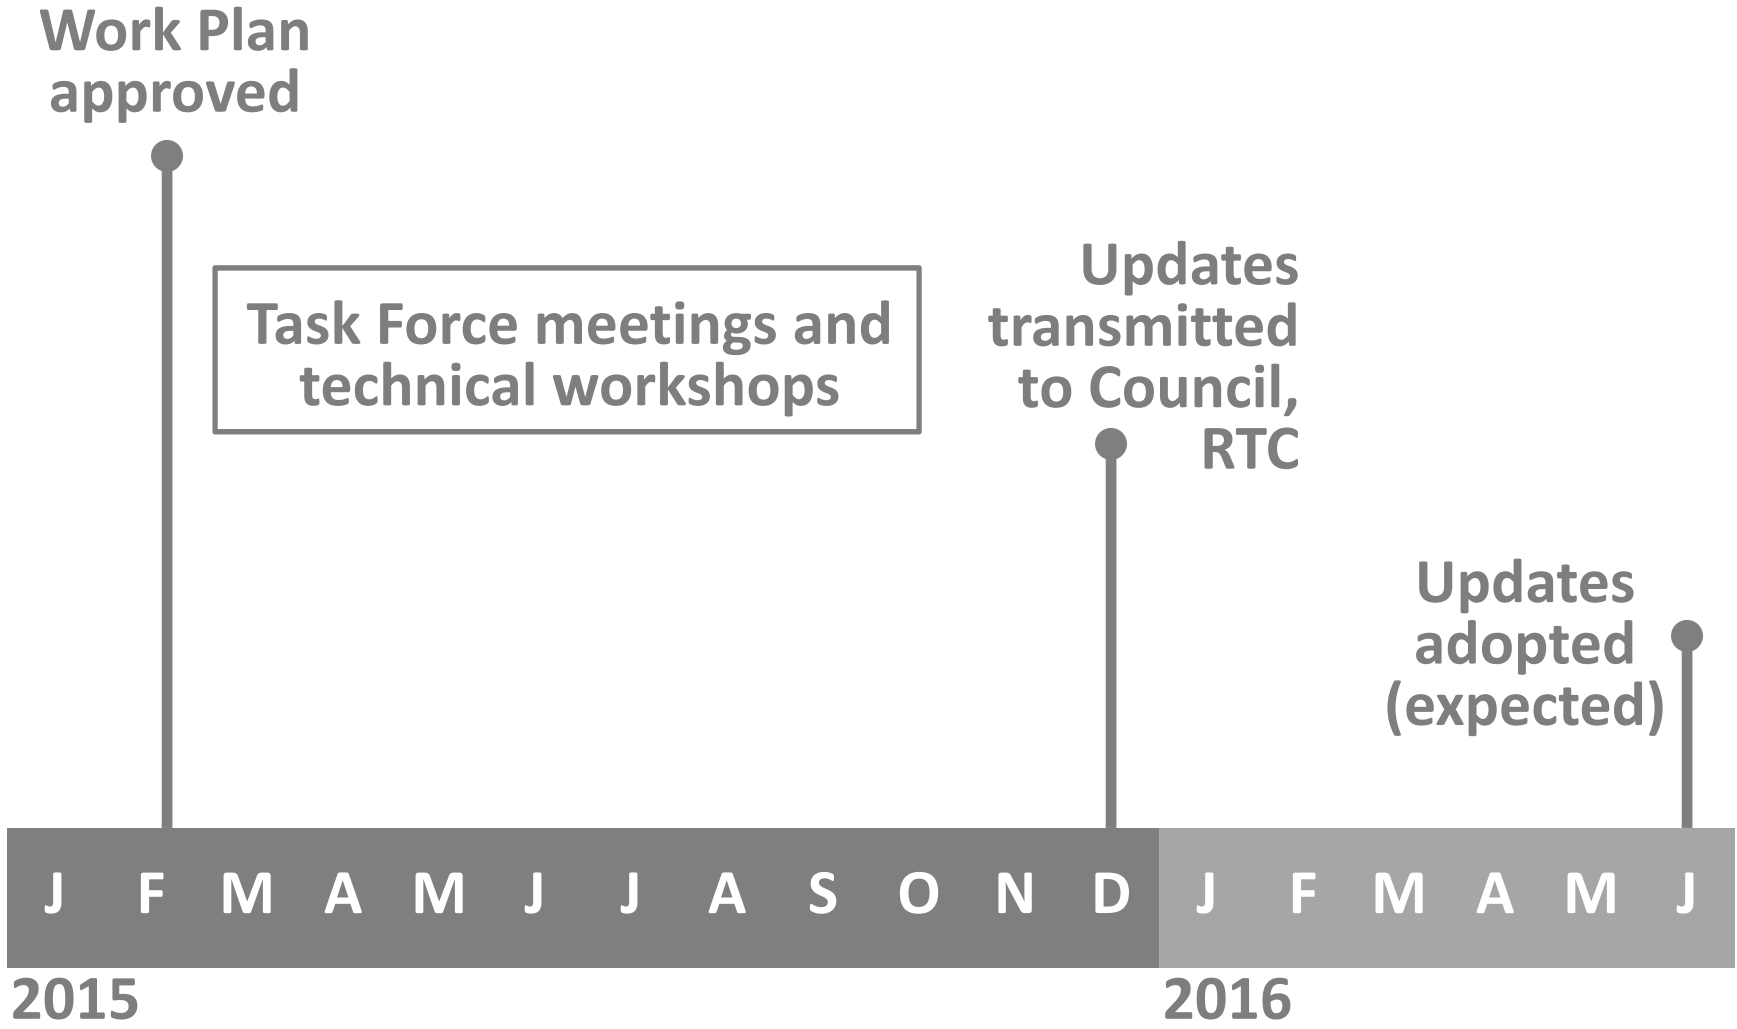 Work Plan
approved
Task Force meetings and
technical workshops
Updates
transmitted
to Council,
RTC
Updates
adopted
(expected)
J F M A M J J A S O N D J F M A M J
2015 2016